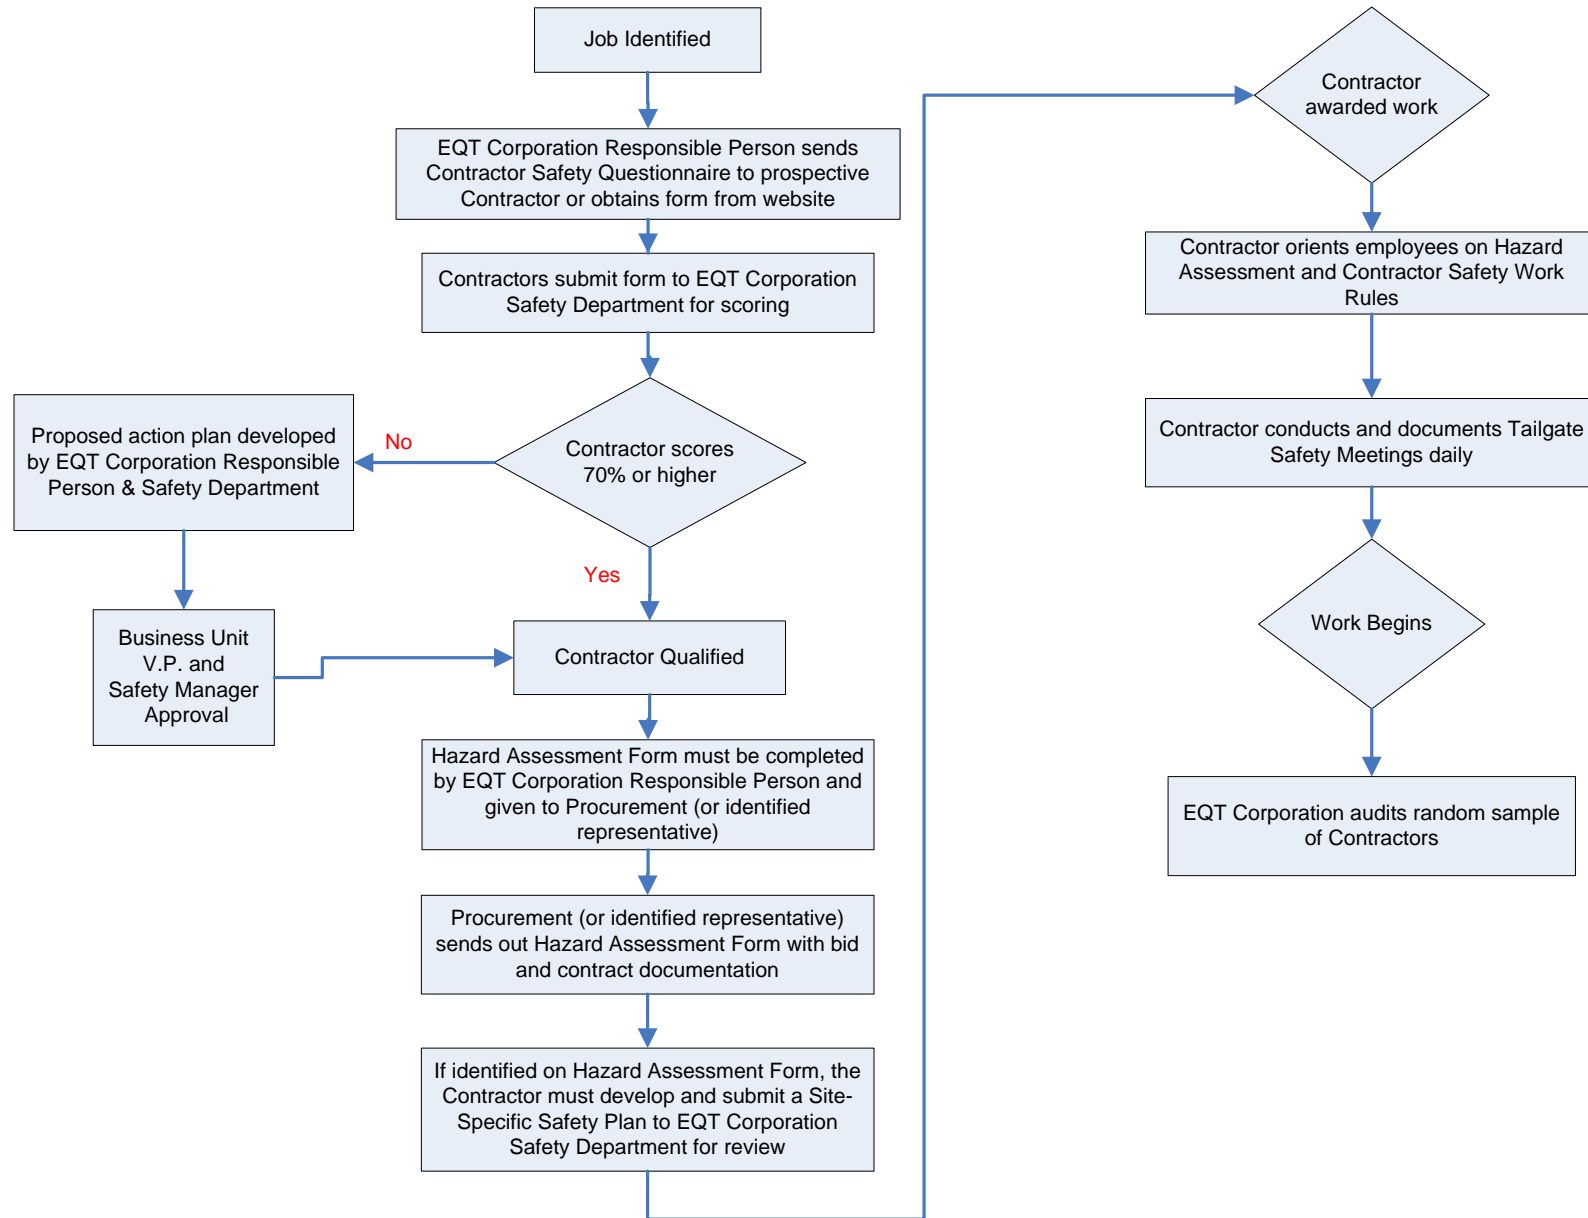 Job Identified
EQT Corporation Responsible Person sends
Contractor Safety Questionnaire to prospective
Contractor or obtains form from website
Contractors submit form to EQT Corporation
Safety Department for scoring
Contractor scores
70% or higher
No
Proposed action plan developed
by EQT Corporation Responsible
Person & Safety Department
Business Unit
V.P. and
Safety Manager
Approval
Yes
Contractor Qualified
Hazard Assessment Form must be completed
by EQT Corporation Responsible Person and
given to Procurement (or identified
representative)
Procurement (or identified representative)
sends out Hazard Assessment Form with bid
and contract documentation
If identified on Hazard Assessment Form, the
Contractor must develop and submit a Site-
Specific Safety Plan to EQT Corporation
Safety Department for review
Contractor
awarded work
Contractor orients employees on Hazard
Assessment and Contractor Safety Work
Rules
Contractor conducts and documents Tailgate
Safety Meetings daily
Work Begins
EQT Corporation audits random sample
of Contractors